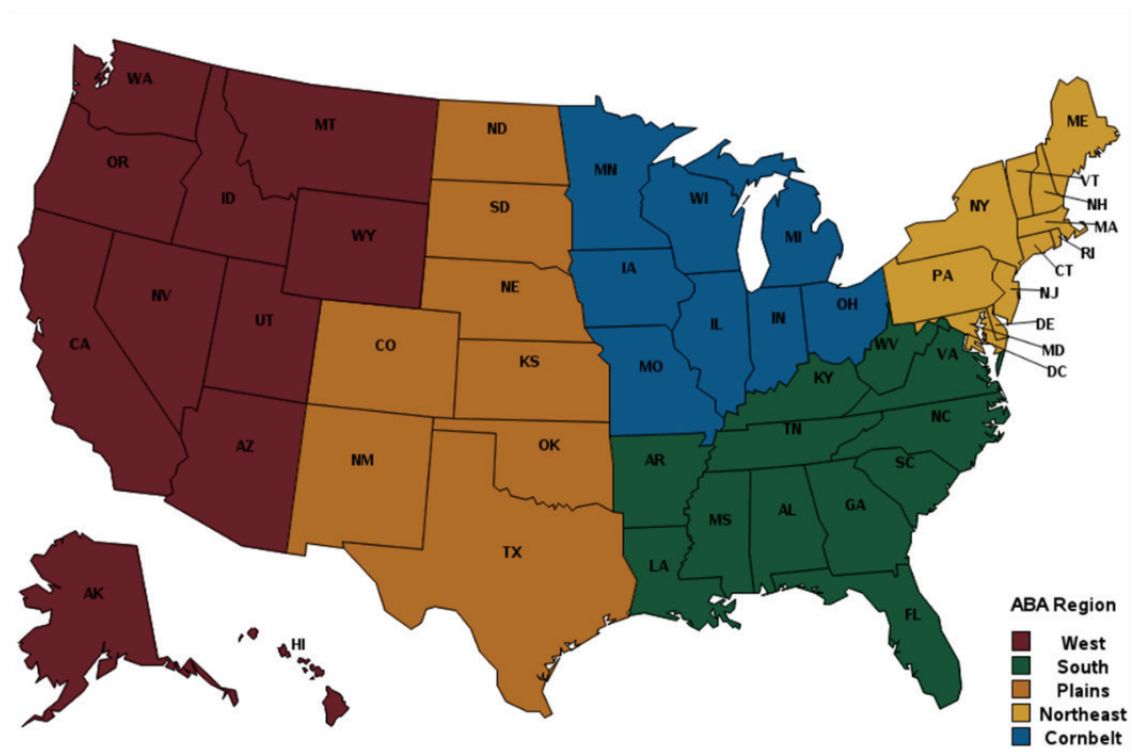 WA
MT
ND
ME
OR
MN
VT
ID
SD
WI
NY
NH
WY
MA
MI
RI
IA
CT
NV
NE
PA
NJ
UT
OH
CA
CO
IL
IN
DE
KS
WV
MD
MO
VA
DC
KY
NC
TN
AZ
NM
OK
AR
SC
MS
AL
GA
TX
LA
AK
FL
HI
ABA Region
West
South
Plains
Northeast
Cornbelt